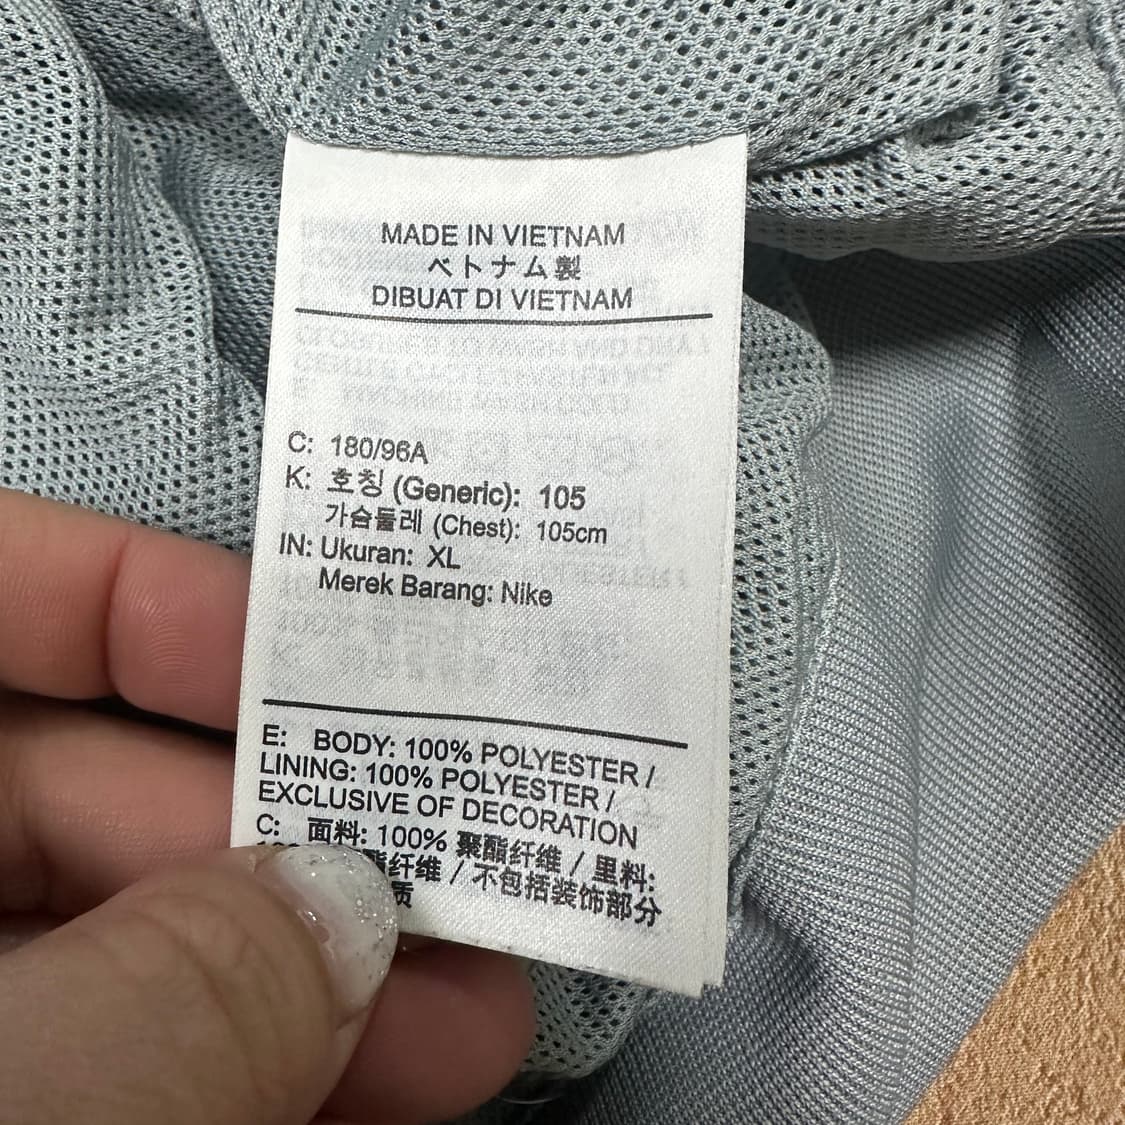 MADE IN VIETNAM
ベトナム製
DIBUAT DI VIETNAM
C: 180/96A
K: 호칭 (Generic): 105
가슴둘레 (Chest): 105cm
IN: Ukuran: XL
Merek Barang: Nike
E: BODY: 100% POLYESTER /
LINING: 100% POLYESTER /
EXCLUSIVE OF DECORATION
C: 面料: 100% 聚酯纤维 / 里料:
酯纤维 / 不包括装饰部分
质